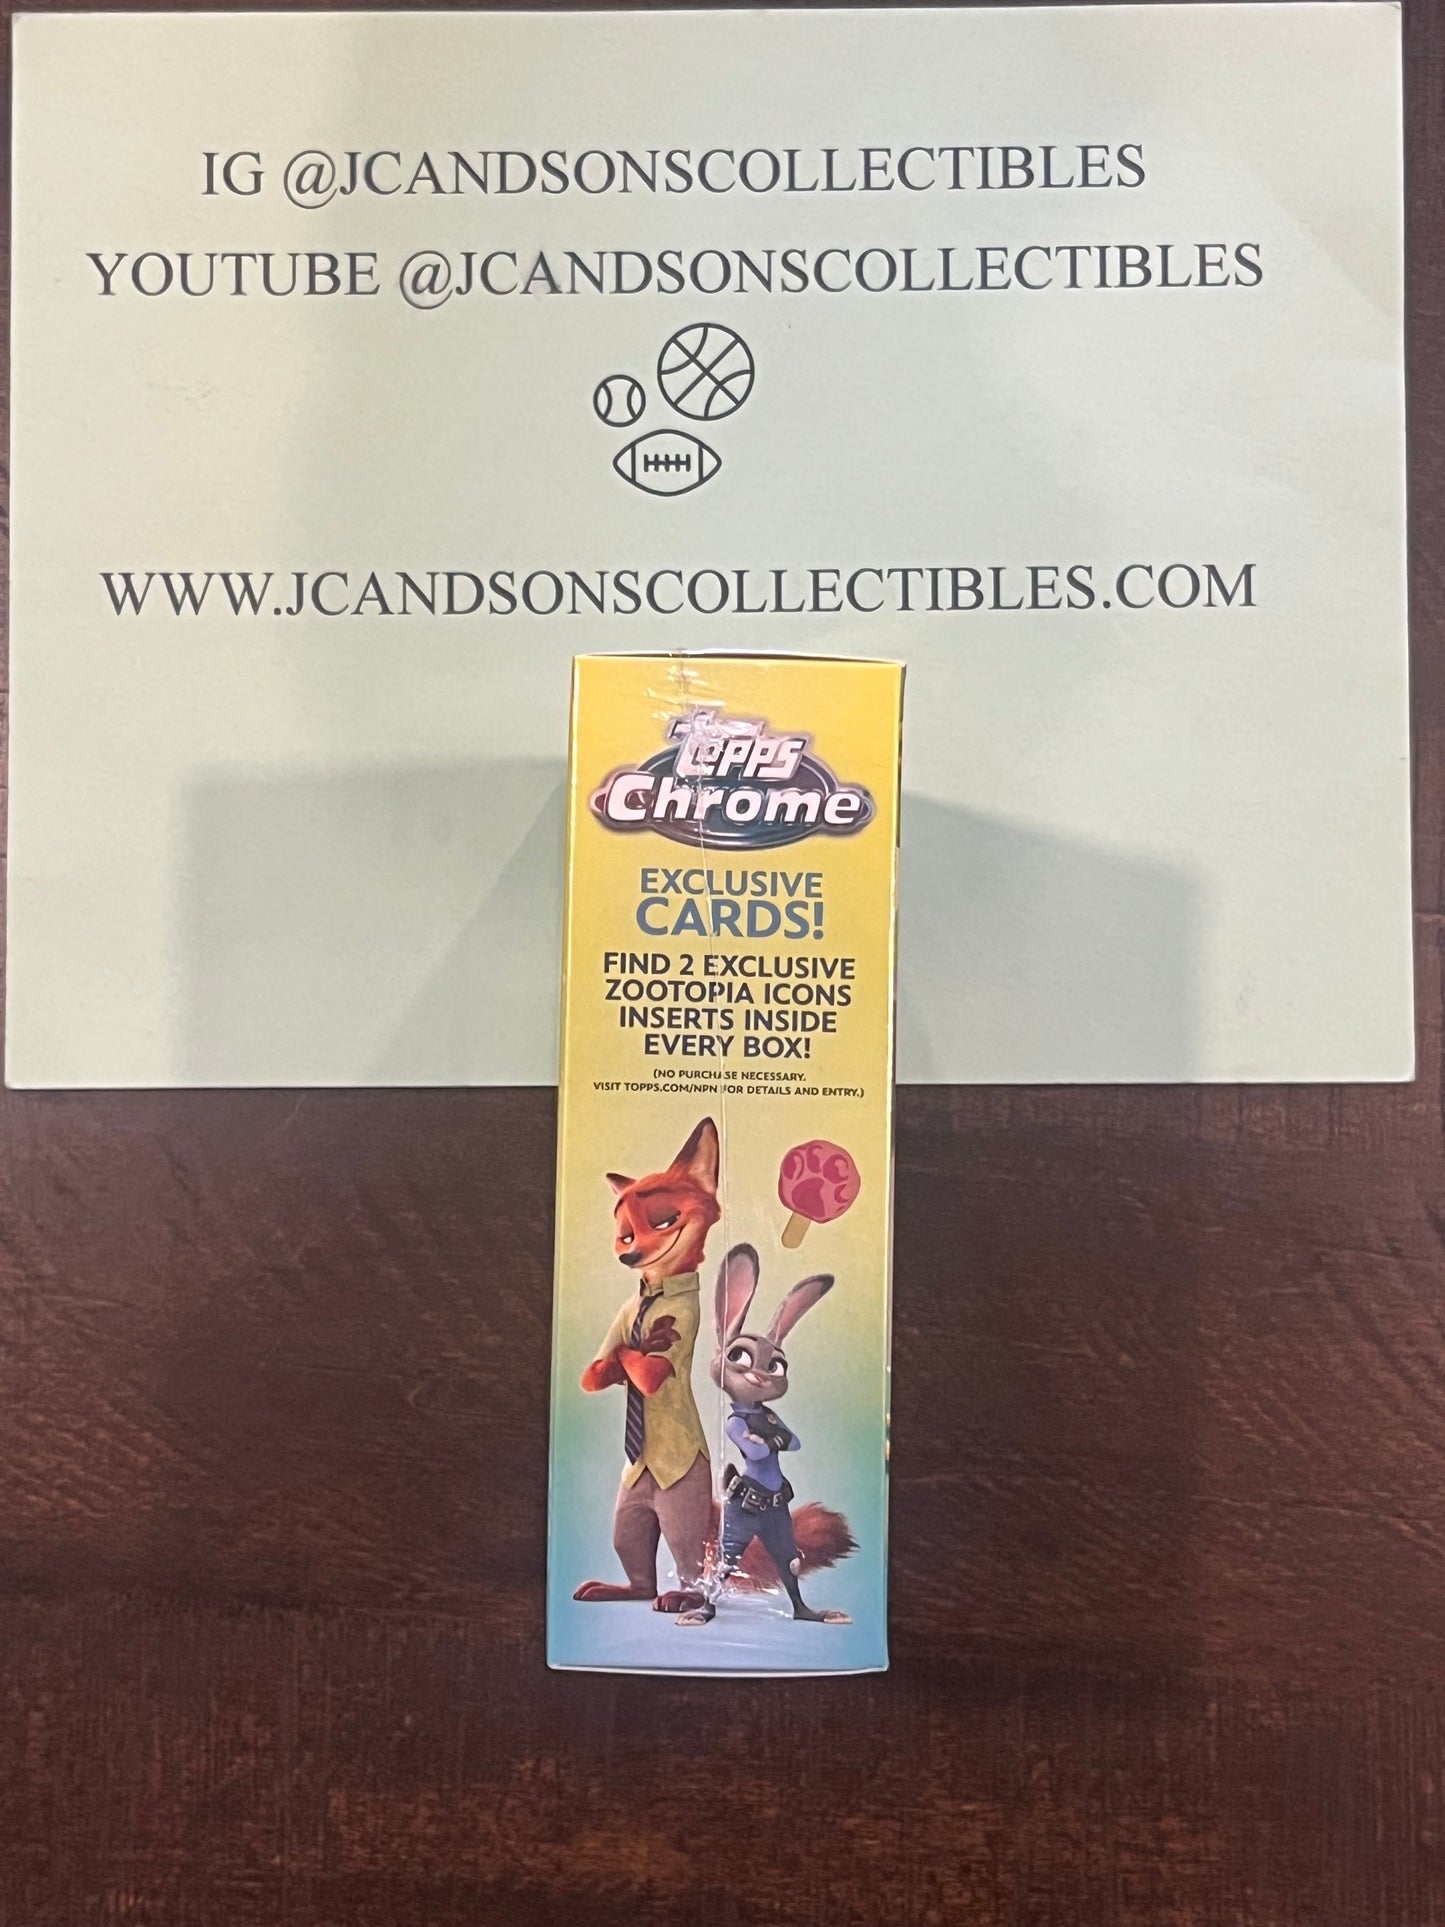 IG @JCANDSONSCOLLECTIBLES
YOUTUBE @JCANDSONSCOLLECTIBLES
WWW.JCANDSONSCOLLECTIBLES.COM
TOPPS
Chrome
EXCLUSIVE
CARDS!
FIND 2 EXCLUSIVE
ZOOTOPIA ICONS
INSERTS INSIDE
EVERY BOX!
(NO PURCHASE NECESSARY.
VISIT TOPPS.COM/NPN FOR DETAILS AND ENTRY.)